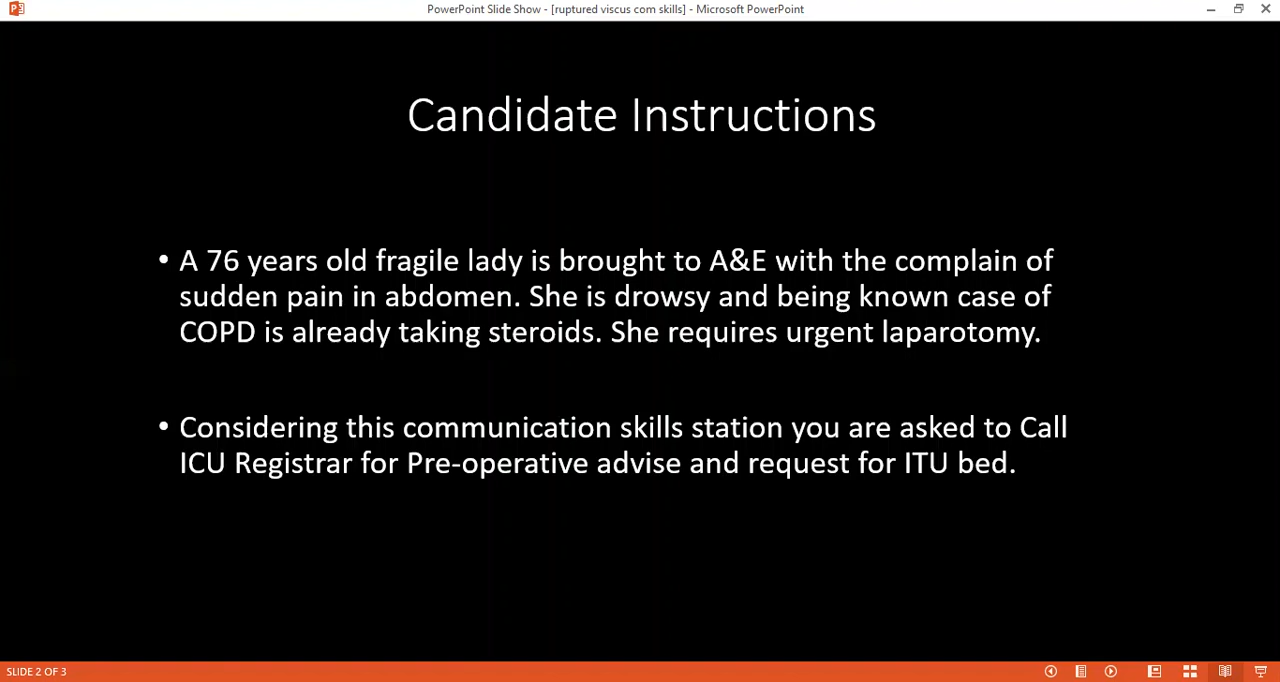 PowerPoint Slide Show - [ruptured viscus com skills] - Microsoft PowerPoint
Candidate Instructions
• A 76 years old fragile lady is brought to A&E with the complain of
sudden pain in abdomen. She is drowsy and being known case of
COPD is already taking steroids. She requires urgent laparotomy.
• Considering this communication skills station you are asked to Call
ICU Registrar for Pre-operative advise and request for ITU bed.
SLIDE 2 OF 3